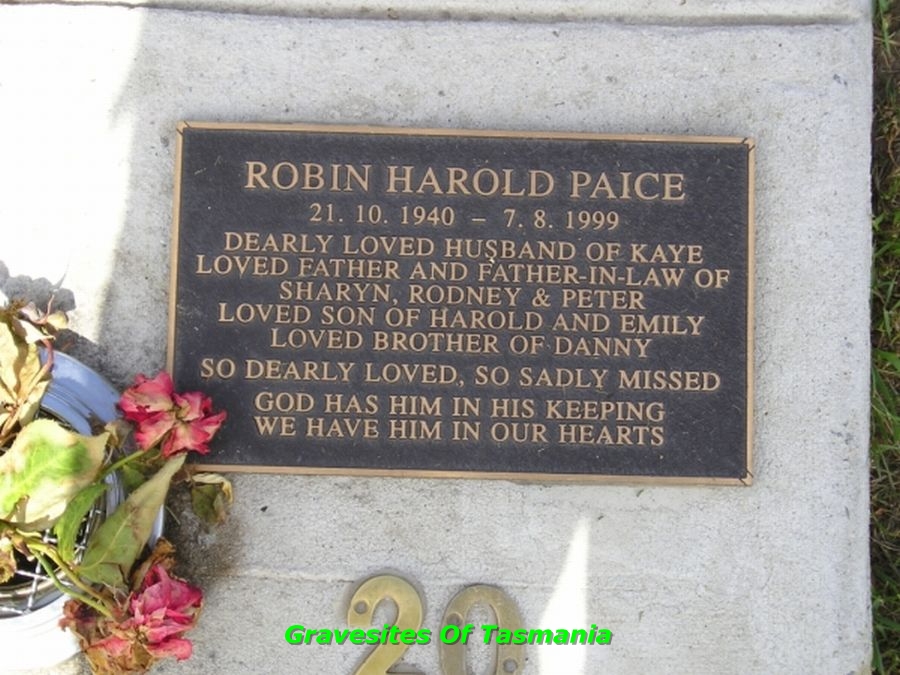 ROBIN HAROLD PAICE
21. 10. 1940 – 7. 8. 1999
DEARLY LOVED HUSBAND OF KAYE
LOVED FATHER AND FATHER-IN-LAW OF
SHARYN, RODNEY & PETER
LOVED SON OF HAROLD AND EMILY
LOVED BROTHER OF DANNY
SO DEARLY LOVED, SO SADLY MISSED
GOD HAS HIM IN HIS KEEPING
WE HAVE HIM IN OUR HEARTS
20
Gravesites Of Tasmania